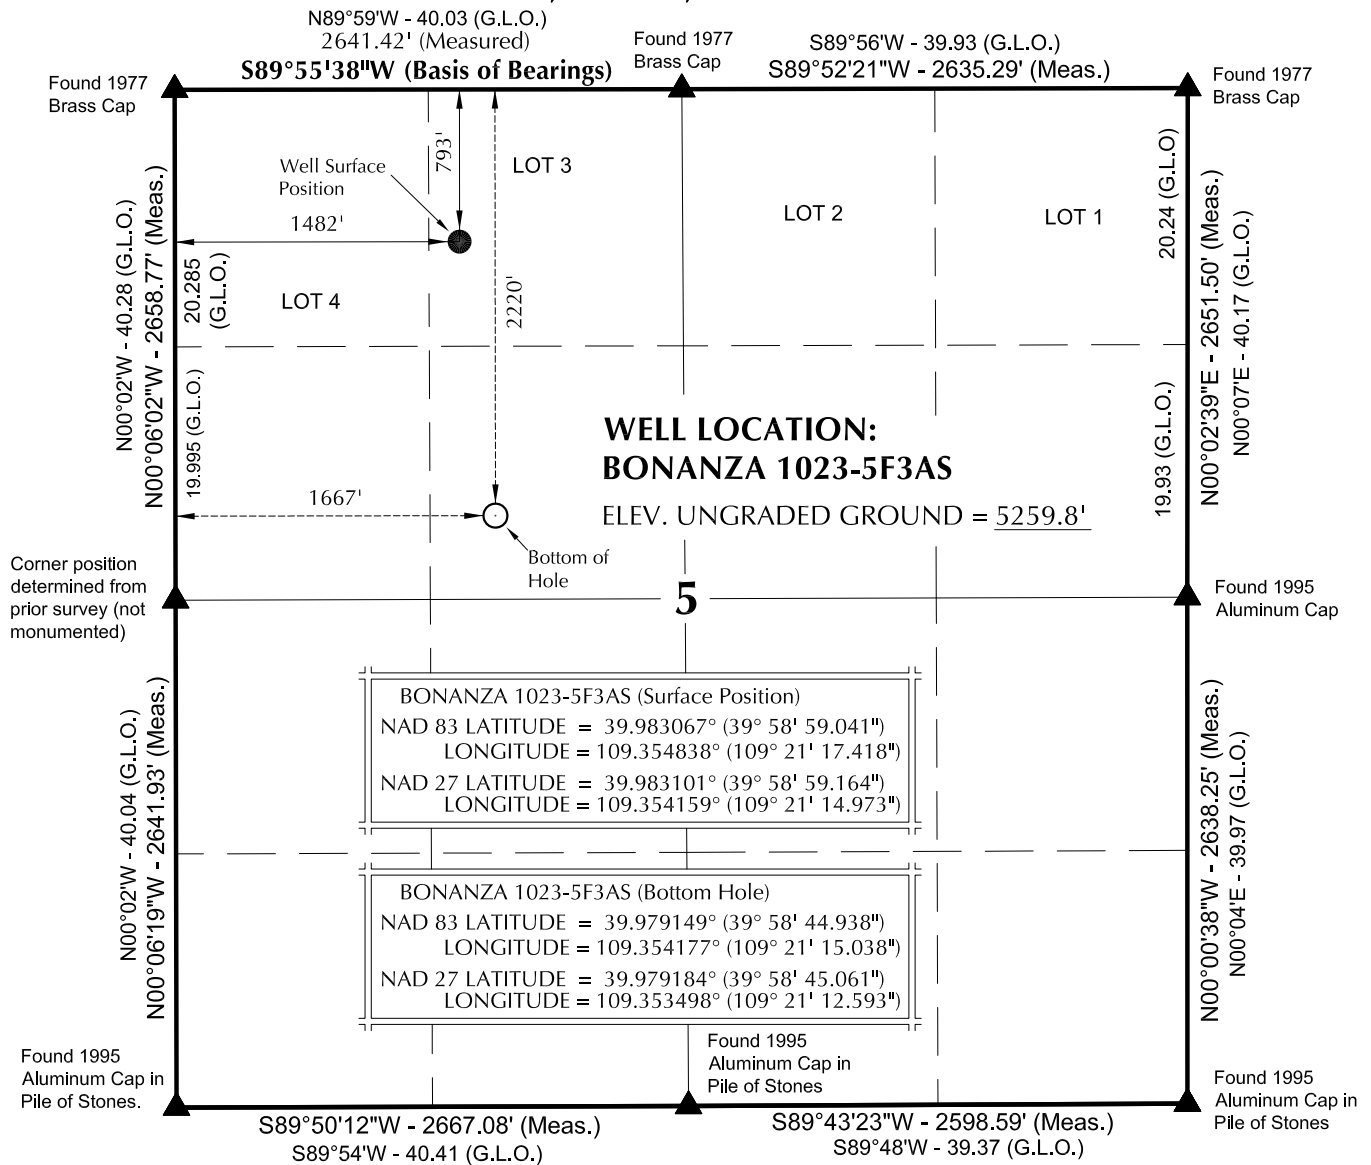 N89°59'W - 40.03 (G.L.O.)
2641.42' (Measured)
S89°55'38"W (Basis of Bearings)
Found 1977
Brass Cap
S89°56'W - 39.93 (G.L.O.)
S89°52'21"W - 2635.29' (Meas.)
Found 1977
Brass Cap
Found 1977
Brass Cap
793'
LOT 3
Well Surface
Position
1482'
LOT 2
LOT 1
20.24 (G.L.O)
N00°02'W - 40.28 (G.L.O.)
N00°06'02"W - 2658.77' (Meas.)
20.285
(G.L.O.)
LOT 4
2220'
N00°02'39"E - 2651.50' (Meas.)
N00°07'E - 40.17 (G.L.O.)
19.995 (G.L.O.)
19.93 (G.L.O.)
WELL LOCATION:
BONANZA 1023-5F3AS
ELEV. UNGRADED GROUND = 5259.8'
1667'
Bottom of
Hole
Corner position
determined from
prior survey (not
monumented)
5
Found 1995
Aluminum Cap
BONANZA 1023-5F3AS (Surface Position)
NAD 83 LATITUDE = 39.983067° (39° 58' 59.041")
LONGITUDE = 109.354838° (109° 21' 17.418")
NAD 27 LATITUDE = 39.983101° (39° 58' 59.164")
LONGITUDE = 109.354159° (109° 21' 14.973")
N00°02'W - 40.04 (G.L.O.)
N00°06'19"W - 2641.93' (Meas.)
N00°00'38"W - 2638.25' (Meas.)
N00°04'E - 39.97 (G.L.O.)
BONANZA 1023-5F3AS (Bottom Hole)
NAD 83 LATITUDE = 39.979149° (39° 58' 44.938")
LONGITUDE = 109.354177° (109° 21' 15.038")
NAD 27 LATITUDE = 39.979184° (39° 58' 45.061")
LONGITUDE = 109.353498° (109° 21' 12.593")
Found 1995
Aluminum Cap in
Pile of Stones.
Found 1995
Aluminum Cap in
Pile of Stones
Found 1995
Aluminum Cap in
Pile of Stones
S89°50'12"W - 2667.08' (Meas.)
S89°54'W - 40.41 (G.L.O.)
S89°43'23"W - 2598.59' (Meas.)
S89°48'W - 39.37 (G.L.O.)